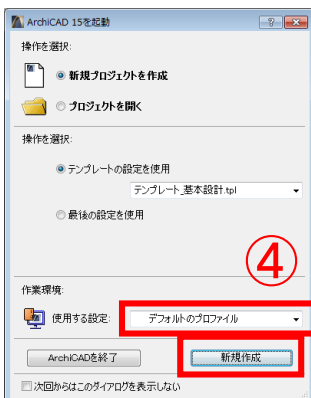 ArchiCAD 15を起動
操作を選択:
新規プロジェクトを作成
プロジェクトを開く
操作を選択:
テンプレートの設定を使用
テンプレート_基本設計.tpl
最後の設定を使用
④
作業環境:
使用する設定: デフォルトのプロファイル
ArchiCADを終了 新規作成
次回からはこのダイアログを表示しない